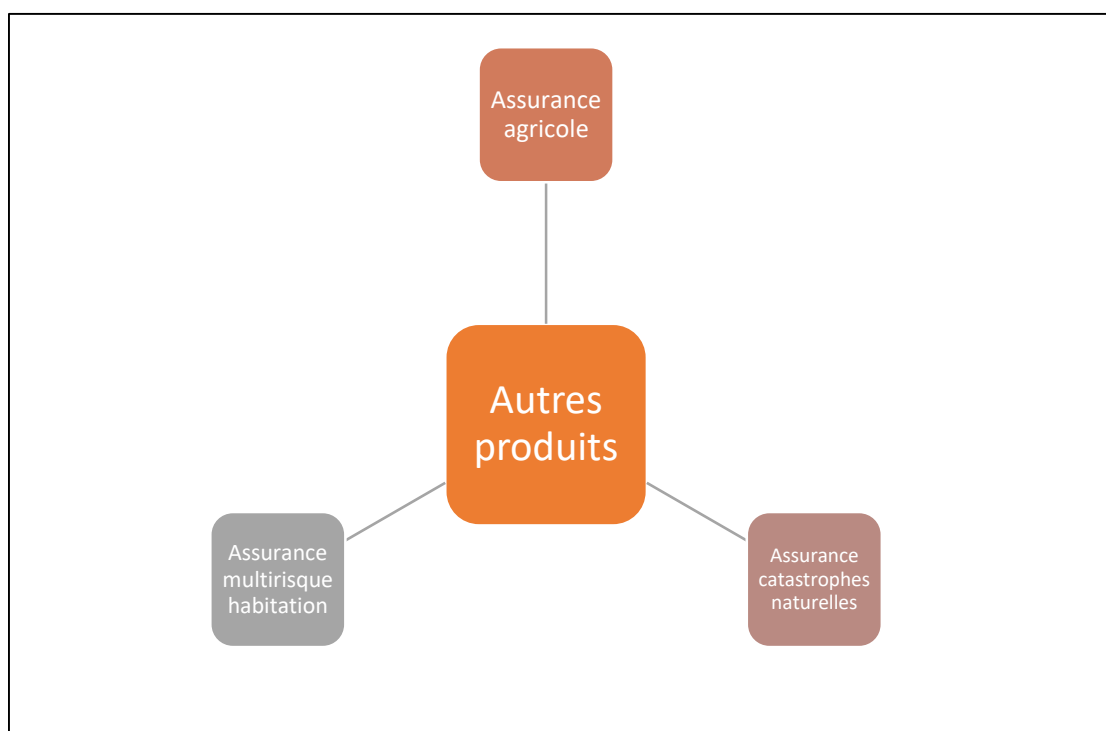 Assurance
agricole
Autres
produits
Assurance
multirisque
habitation
Assurance
catastrophes
naturelles